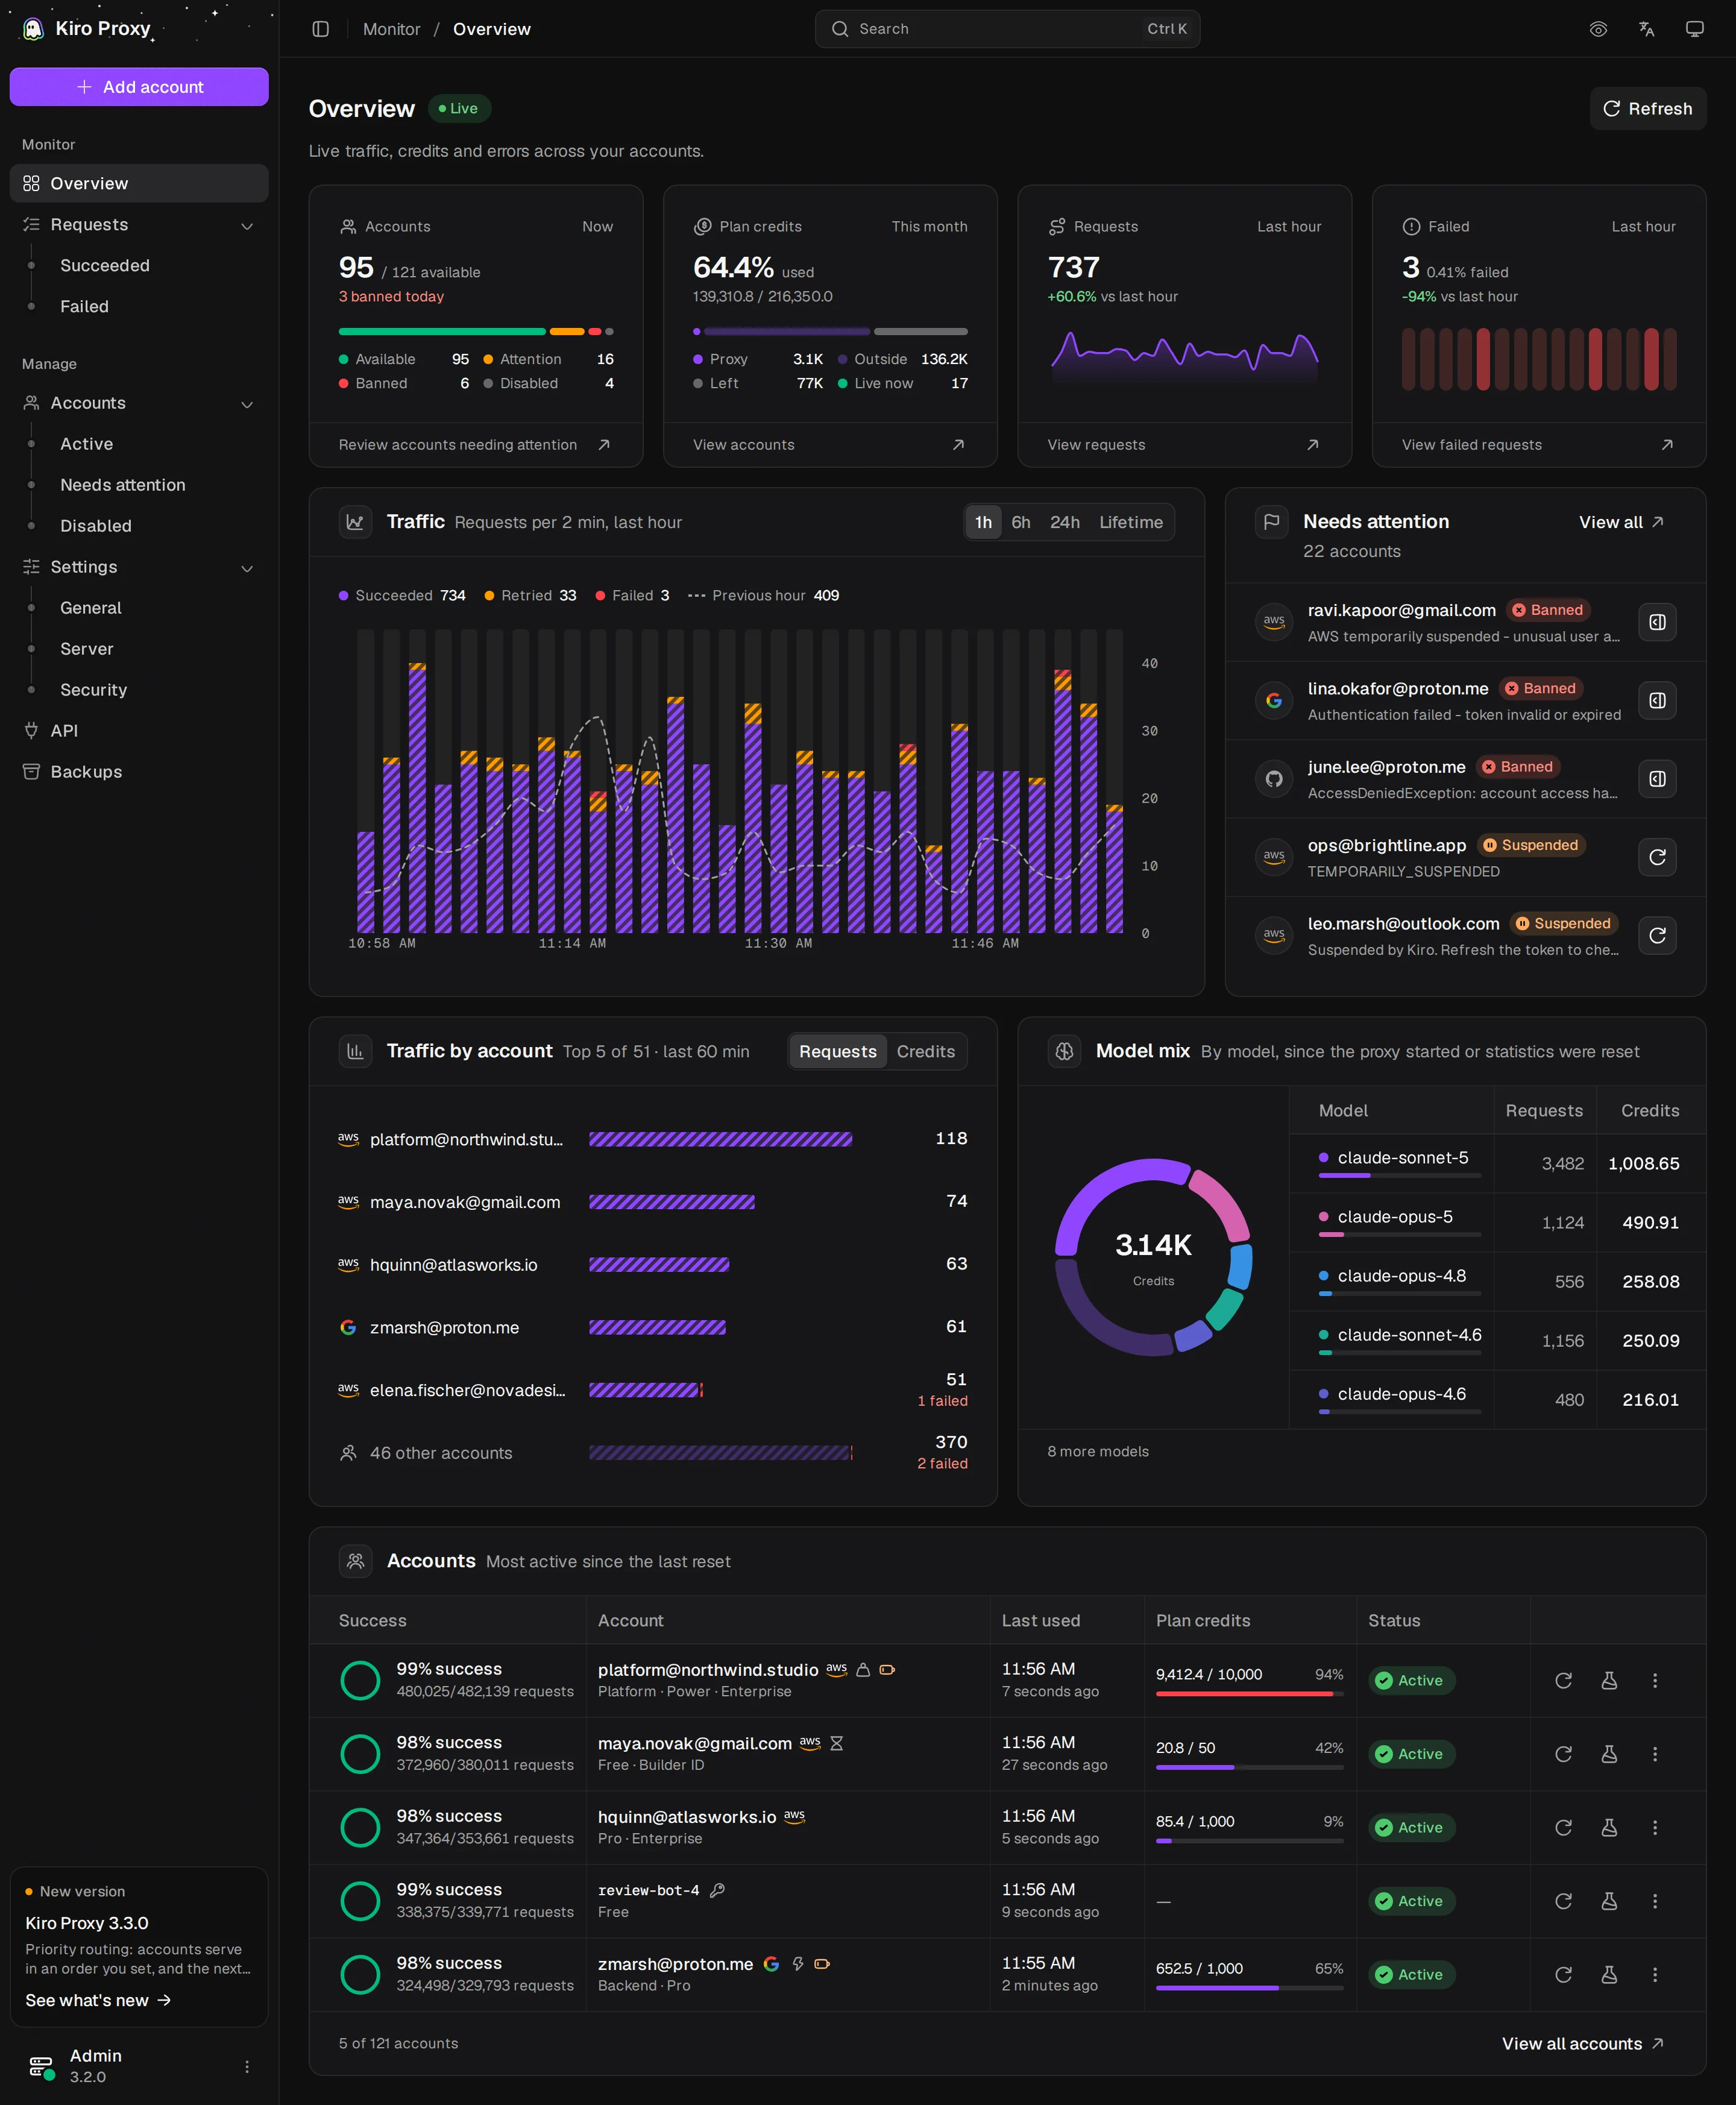 Kiro Proxy
Add account
Monitor
Overview
Requests
Succeeded
Failed
Manage
Accounts
Active
Needs attention
Disabled
Settings
General
Server
Security
API
Backups
New version
Kiro Proxy 3.3.0
Priority routing: accounts serve
in an order you set, and the next...
See what's new
Admin
3.2.0
Monitor / Overview
Search Ctrl K
Overview Live
Refresh
Live traffic, credits and errors across your accounts.
Accounts Now
95 / 121 available
3 banned today
Available 95 Attention 16
Banned 6 Disabled 4
Review accounts needing attention
Plan credits This month
64.4% used
139,310.8 / 216,350.0
Proxy 3.1K Outside 136.2K
Left 77K Live now 17
View accounts
Requests Last hour
737
+60.6% vs last hour
View requests
Failed Last hour
3 0.41% failed
-94% vs last hour
View failed requests
Traffic Requests per 2 min, last hour
1h 6h 24h Lifetime
Succeeded 734 Retried 33 Failed 3 Previous hour 409
40
30
20
10
0
10:58 AM 11:14 AM 11:30 AM 11:46 AM
Needs attention View all
22 accounts
aws ravi.kapoor@gmail.com Banned
AWS temporarily suspended - unusual user a...
lina.okafor@proton.me Banned
Authentication failed - token invalid or expired
june.lee@proton.me Banned
AccessDeniedException: account access ha...
aws ops@brightline.app Suspended
TEMPORARILY_SUSPENDED
aws leo.marsh@outlook.com Suspended
Suspended by Kiro. Refresh the token to che...
Traffic by account Top 5 of 51 · last 60 min
Requests Credits
aws platform@northwind.stu... 118
aws maya.novak@gmail.com 74
aws hquinn@atlasworks.io 63
zmarsh@proton.me 61
aws elena.fischer@novadesi... 51
1 failed
46 other accounts 370
2 failed
Model mix By model, since the proxy started or statistics were reset
3.14K
Credits
Model Requests Credits
claude-sonnet-5 3,482 1,008.65
claude-opus-5 1,124 490.91
claude-opus-4.8 556 258.08
claude-sonnet-4.6 1,156 250.09
claude-opus-4.6 480 216.01
8 more models
Accounts Most active since the last reset
Success Account Last used Plan credits Status
99% success platform@northwind.studio aws 11:56 AM 9,412.4 / 10,000 94% Active
480,025/482,139 requests Platform · Power · Enterprise 7 seconds ago
98% success maya.novak@gmail.com aws 11:56 AM 20.8 / 50 42% Active
372,960/380,011 requests Free · Builder ID 27 seconds ago
98% success hquinn@atlasworks.io aws 11:56 AM 85.4 / 1,000 9% Active
347,364/353,661 requests Pro · Enterprise 5 seconds ago
99% success review-bot-4 11:56 AM — Active
338,375/339,771 requests Free 9 seconds ago
98% success zmarsh@proton.me 11:55 AM 652.5 / 1,000 65% Active
324,498/329,793 requests Backend · Pro 2 minutes ago
5 of 121 accounts View all accounts